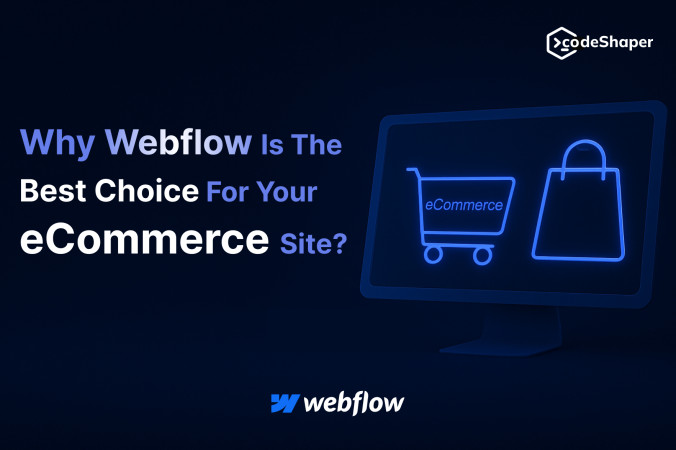 codeShaper
Why Webflow Is The
Best Choice For Your
eCommerce Site?
eCommerce
webflow